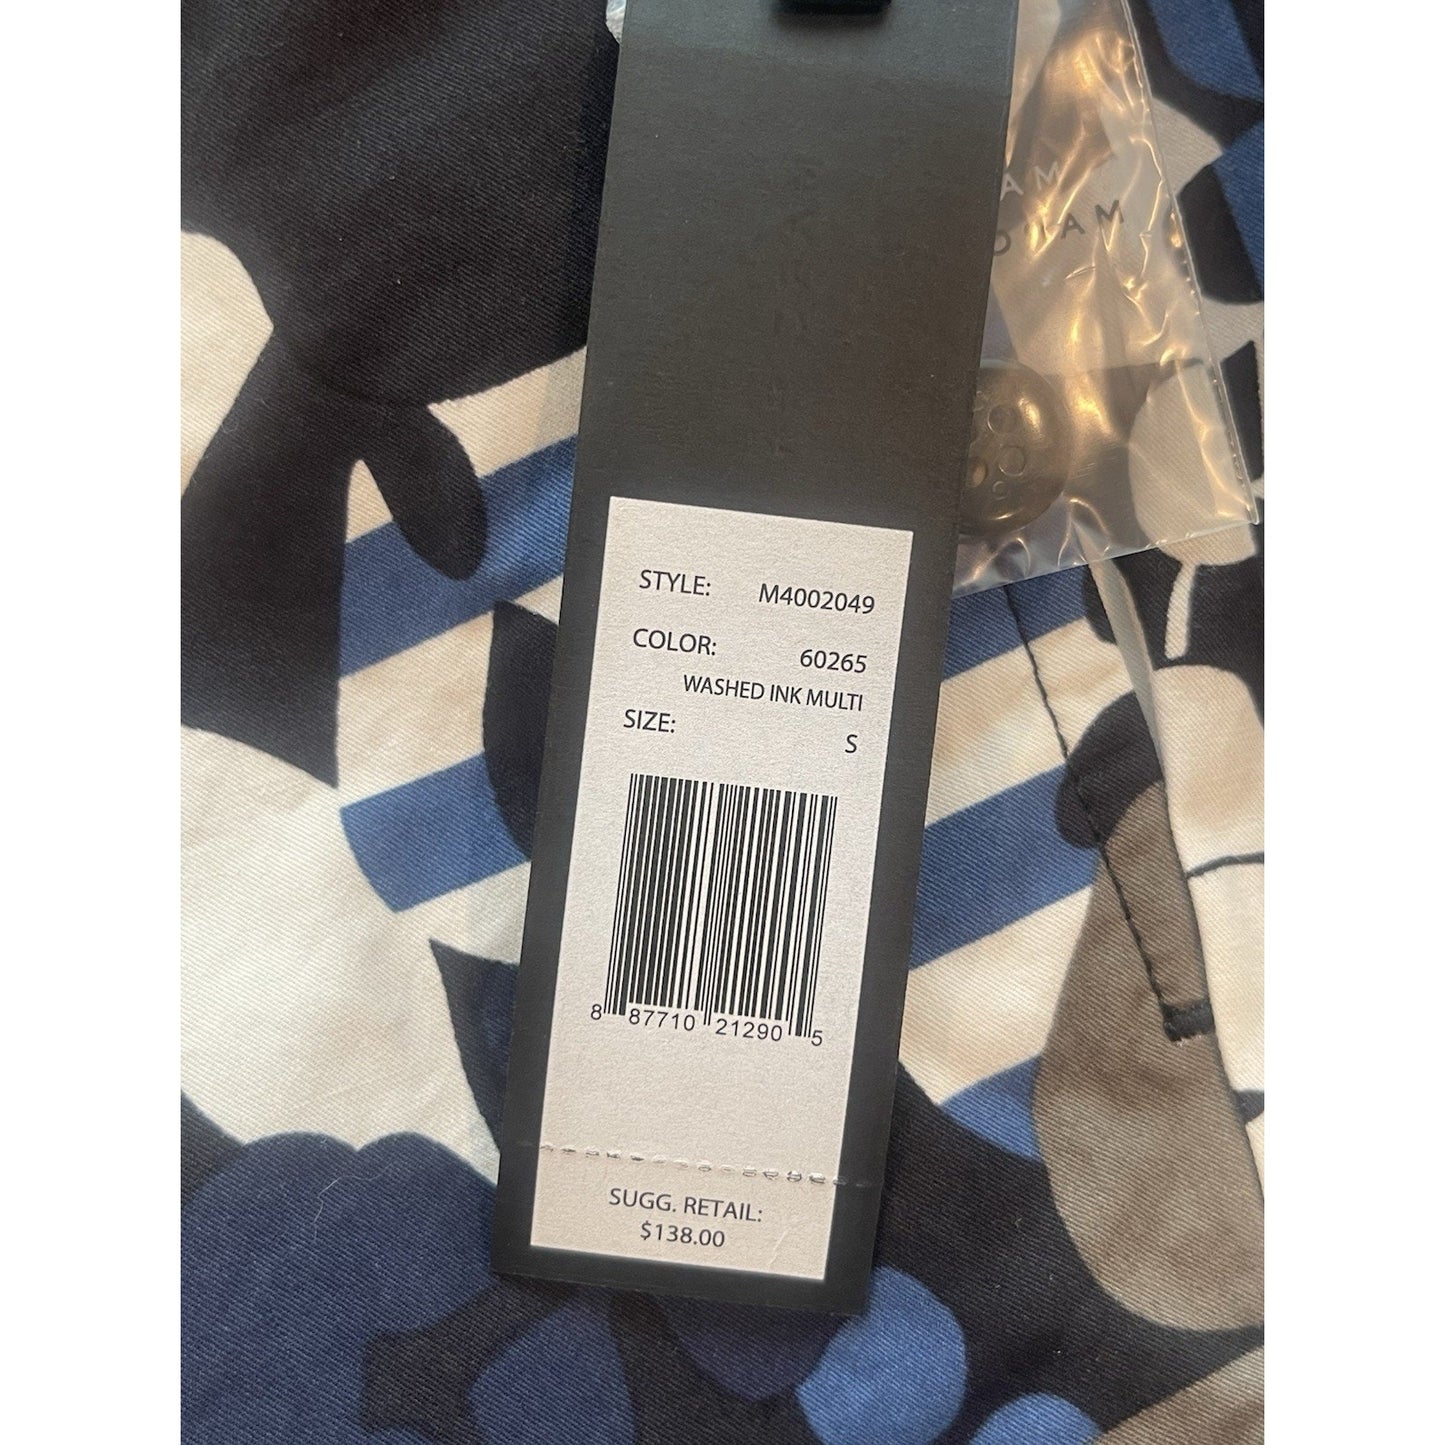 STYLE: M4002049
COLOR: 60265
WASHED INK MULTI
SIZE: S
8 87710 21290 5
SUGG. RETAIL:
$138.00